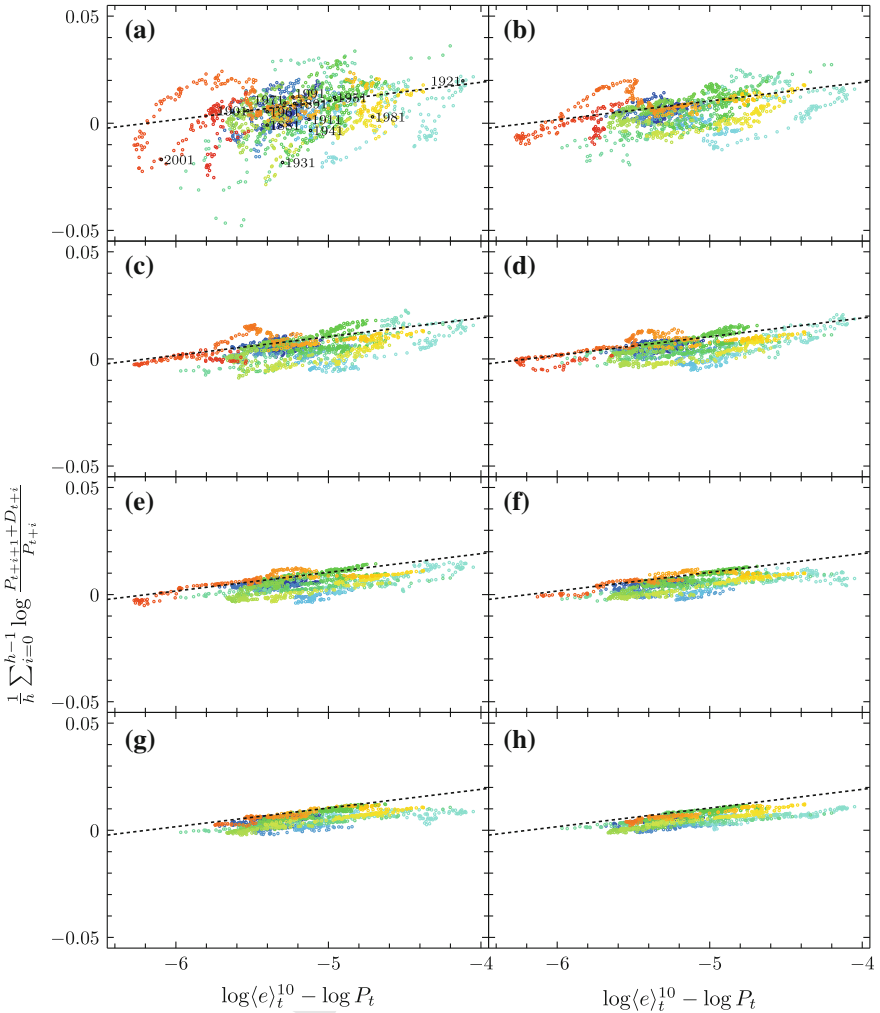 0.05
(a)
(b)
1921
1991
1971
1951
1901
1891
1961
0
1911
1981
1881
1941
2001
1931
−0.05
0.05
(c)
(d)
0
−0.05
0.05
(e)
(f)
0
−0.05
0.05
(g)
(h)
0
−0.05
−6
−5
−4
−6
−5
−4
log⟨e⟩_t^{10} − log P_t
log⟨e⟩_t^{10} − log P_t
\frac{1}{h} \sum_{i=0}^{h-1} \log \frac{P_{t+i+1}+D_{t+i}}{P_{t+i}}